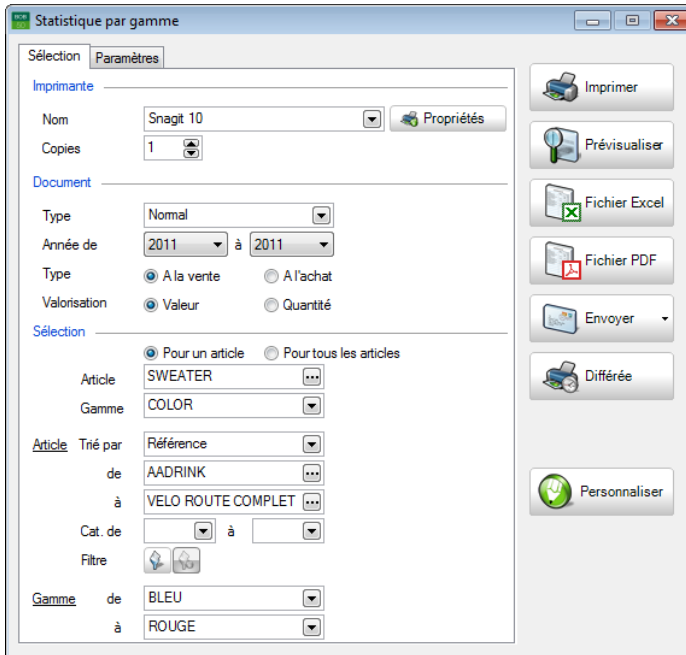 BOB 50 Statistique par gamme
Sélection Paramètres
Imprimante
Nom Snagit 10 Propriétés
Copies 1
Document
Type Normal
Année de 2011 à 2011
Type A la vente A l'achat
Valorisation Valeur Quantité
Sélection
Pour un article Pour tous les articles
Article SWEATER
Gamme COLOR
Article Trié par Référence
de AADRINK
à VELO ROUTE COMPLET
Cat. de à
Filtre
Gamme de BLEU
à ROUGE
Imprimer
Prévisualiser
Fichier Excel
Fichier PDF
Envoyer
Différée
Personnaliser